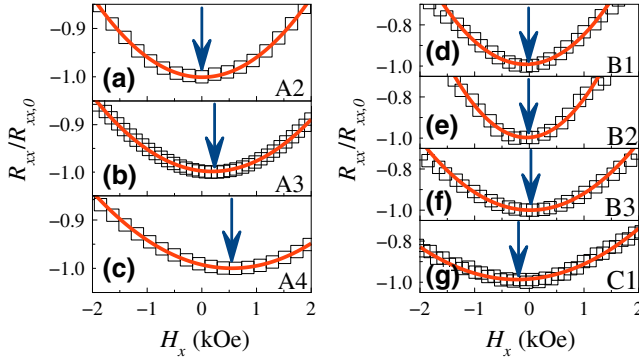 R_xx/R_xx,0
-0.9
-1.0
(a)
A2
-0.9
-1.0
(b)
A3
-0.9
-1.0
(c)
A4
-2 -1 0 1 2
H_x (kOe)
R_xx/R_xx,0
-0.8
-1.0
(d)
B1
-0.8
-1.0
(e)
B2
-0.8
-1.0
(f)
B3
-0.8
-1.0
(g)
C1
-2 -1 0 1 2
H_x (kOe)